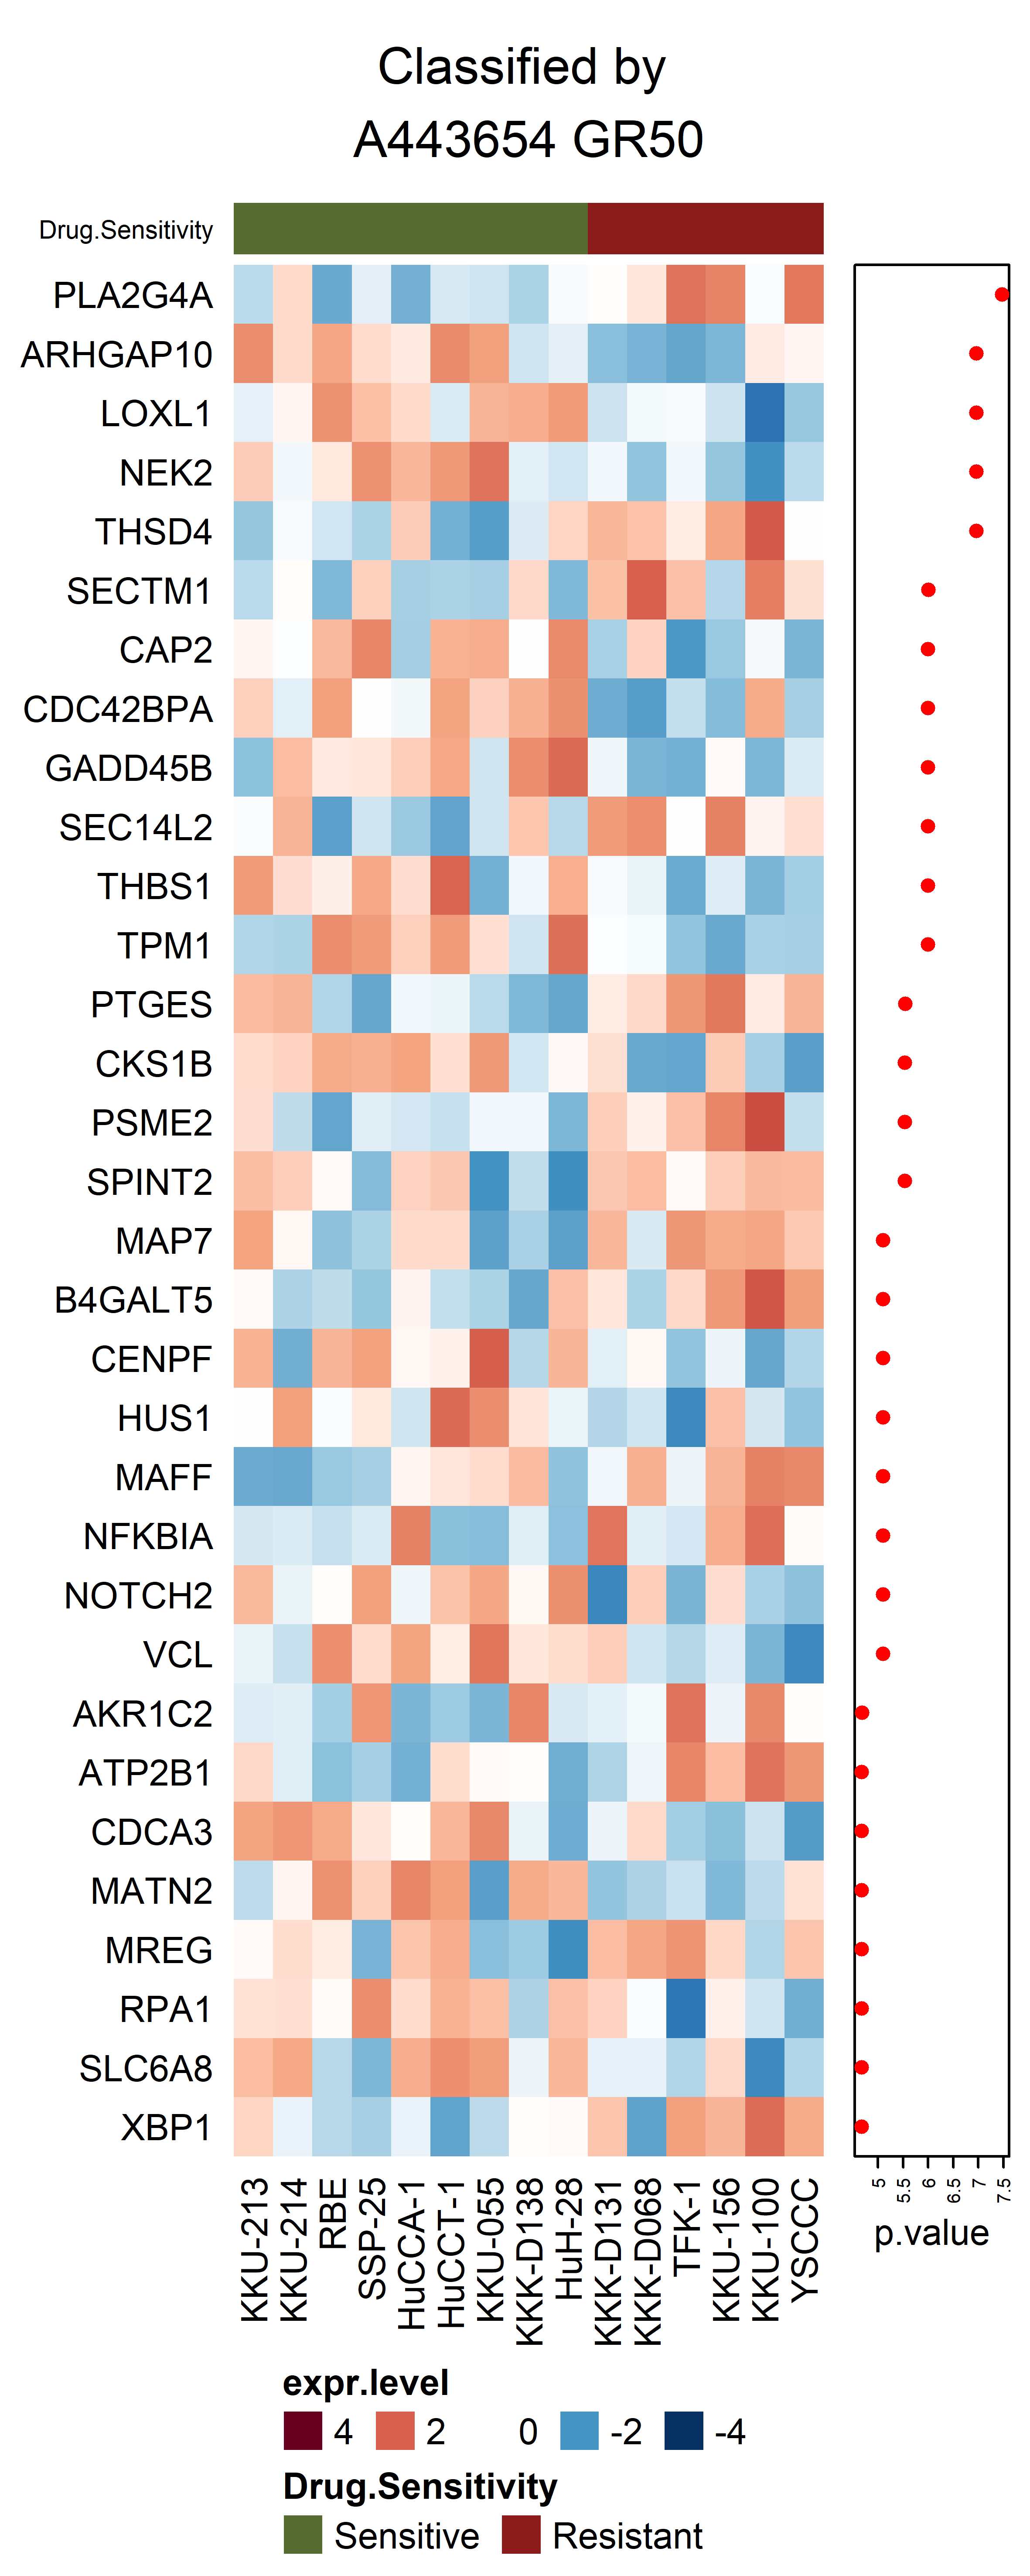 Classified by
A443654 GR50
Drug.Sensitivity
PLA2G4A
ARHGAP10
LOXL1
NEK2
THSD4
SECTM1
CAP2
CDC42BPA
GADD45B
SEC14L2
THBS1
TPM1
PTGES
CKS1B
PSME2
SPINT2
MAP7
B4GALT5
CENPF
HUS1
MAFF
NFKBIA
NOTCH2
VCL
AKR1C2
ATP2B1
CDCA3
MATN2
MREG
RPA1
SLC6A8
XBP1
KKU-213
KKU-214
RBE
SSP-25
HuCCA-1
HuCCT-1
KKU-055
KKK-D138
HuH-28
KKK-D131
KKK-D068
TFK-1
KKU-156
KKU-100
YSCCC
5
5.5
6
6.5
7
7.5
p.value
expr.level
4 2 0 -2 -4
Drug.Sensitivity
Sensitive Resistant